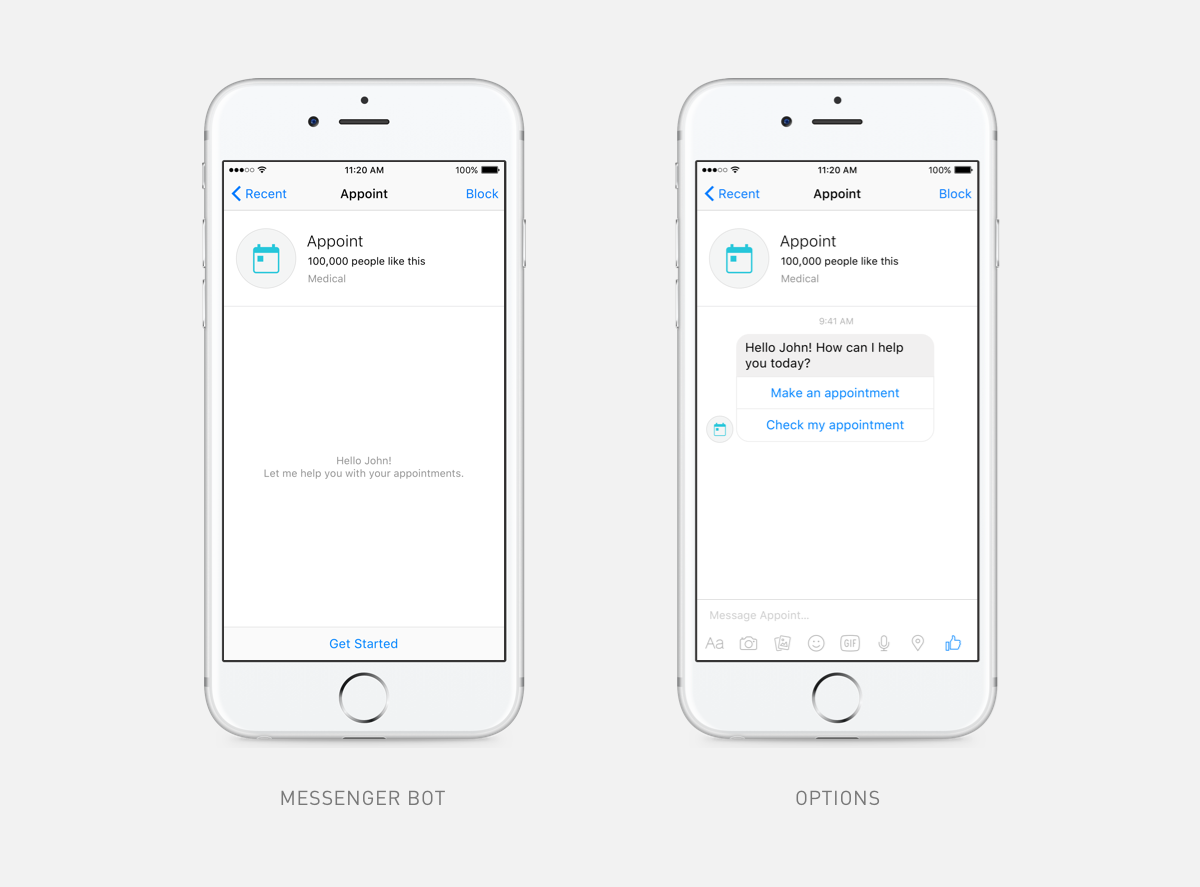 11:20 AM
100%
Recent
Appoint
Block
Appoint
100,000 people like this
Medical
Hello John!
Let me help you with your appointments.
Get Started
MESSENGER BOT
11:20 AM
100%
Recent
Appoint
Block
Appoint
100,000 people like this
Medical
9:41 AM
Hello John! How can I help
you today?
Make an appointment
Check my appointment
Message Appoint...
Aa
GIF
OPTIONS